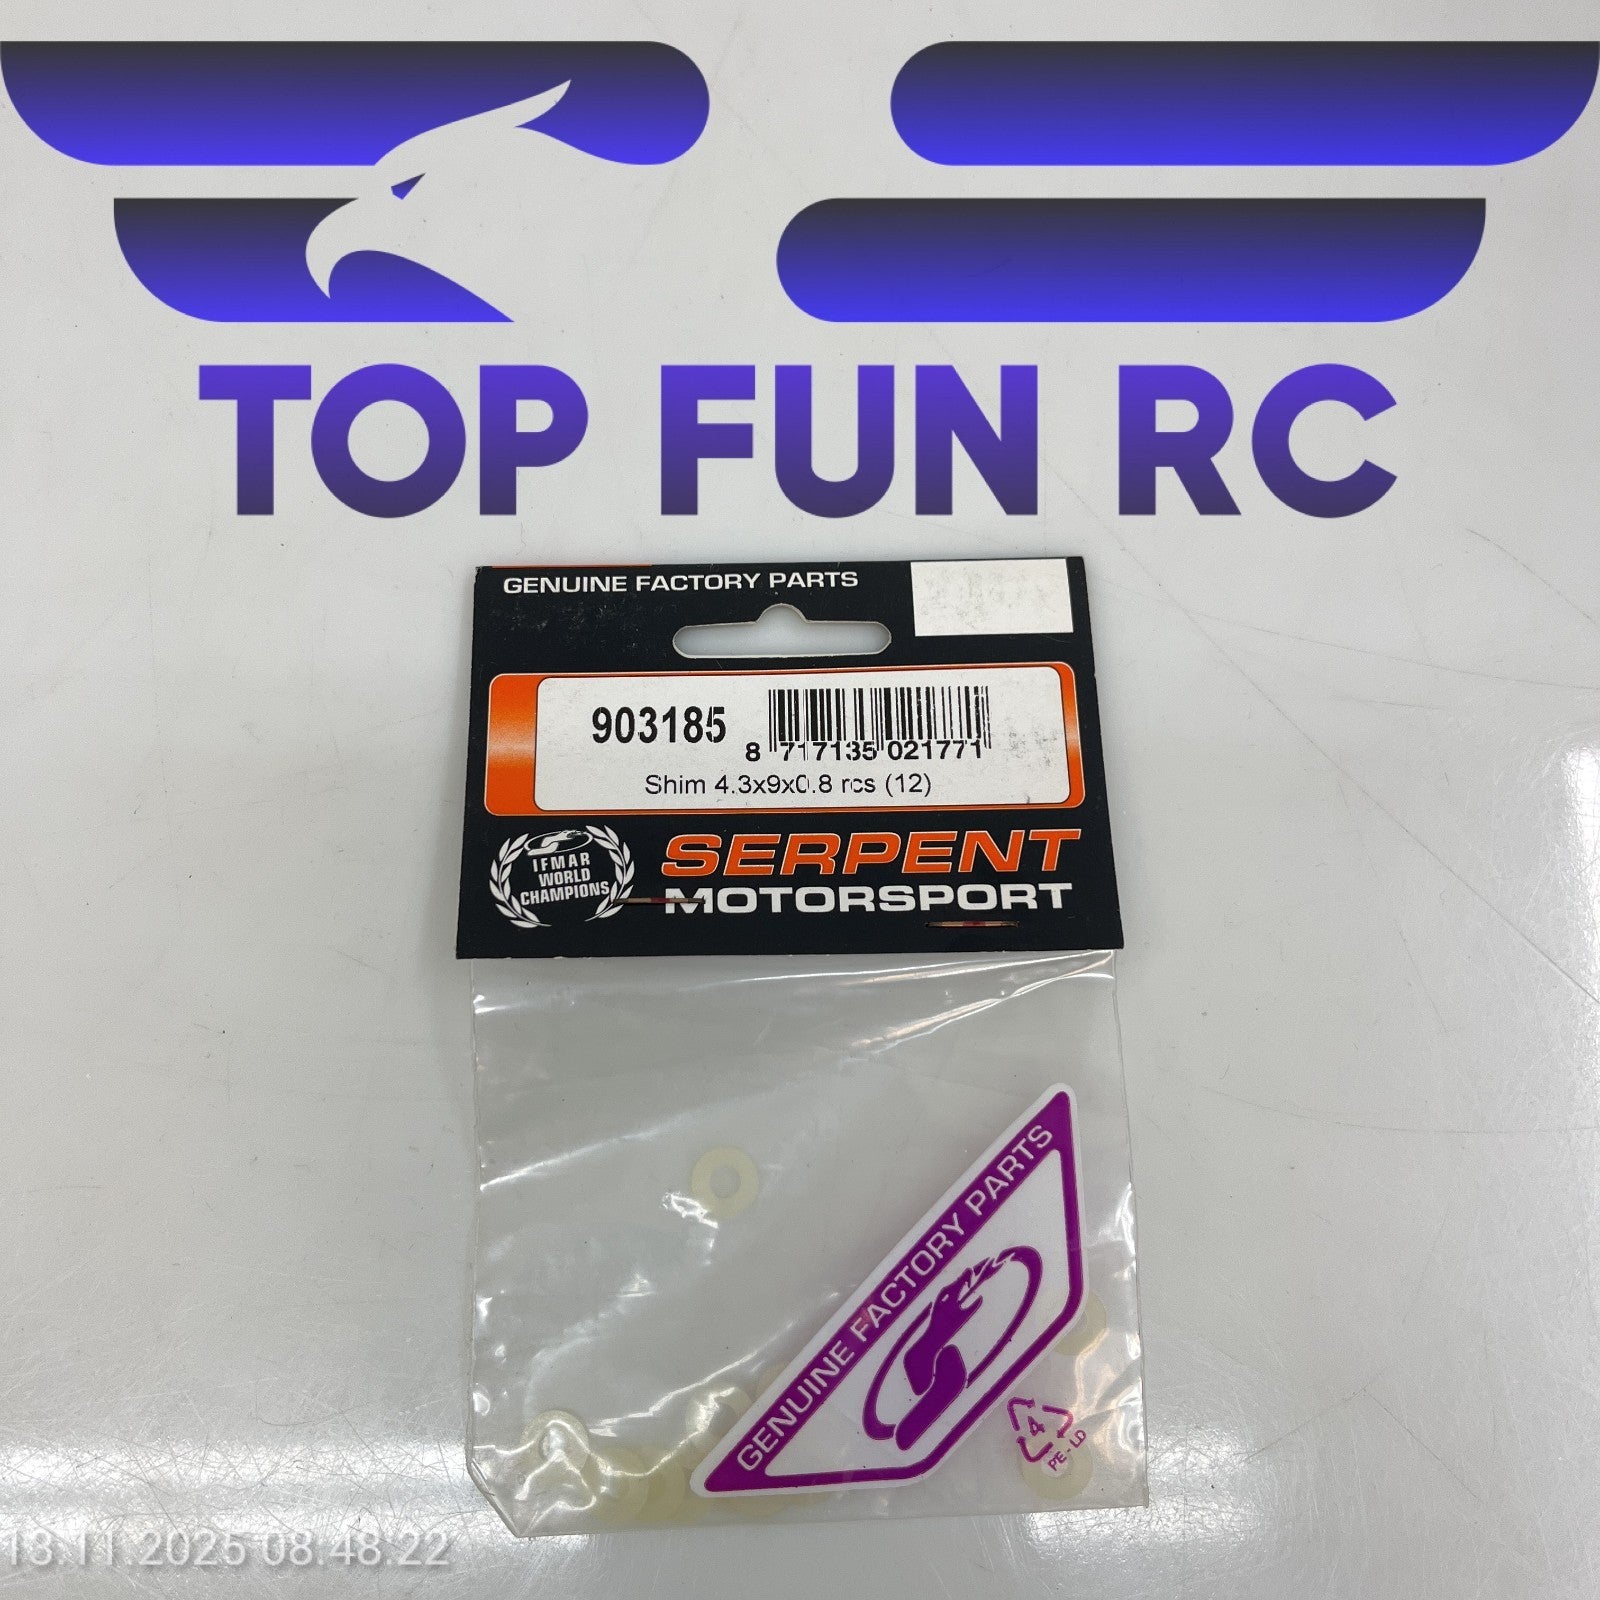 TOP FUN RC
GENUINE FACTORY PARTS
903185
8 717135 021771
Shim 4.3x9x0.8 rcs (12)
IFMAR
WORLD
CHAMPIONS
SERPENT
MOTORSPORT
GENUINE FACTORY PARTS
4
PE-LD
13.11.2025 08:48:22